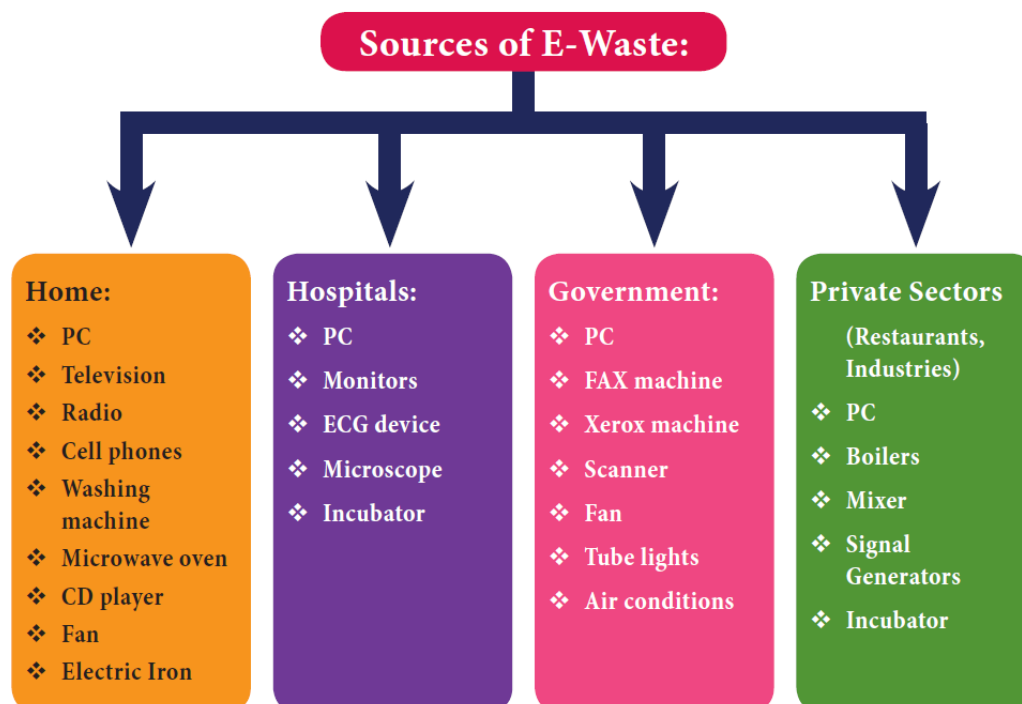 Sources of E-Waste:
Home:
❖ PC
❖ Television
❖ Radio
❖ Cell phones
❖ Washing
machine
❖ Microwave oven
❖ CD player
❖ Fan
❖ Electric Iron
Hospitals:
❖ PC
❖ Monitors
❖ ECG device
❖ Microscope
❖ Incubator
Government:
❖ PC
❖ FAX machine
❖ Xerox machine
❖ Scanner
❖ Fan
❖ Tube lights
❖ Air conditions
Private Sectors
(Restaurants,
Industries)
❖ PC
❖ Boilers
❖ Mixer
❖ Signal
Generators
❖ Incubator